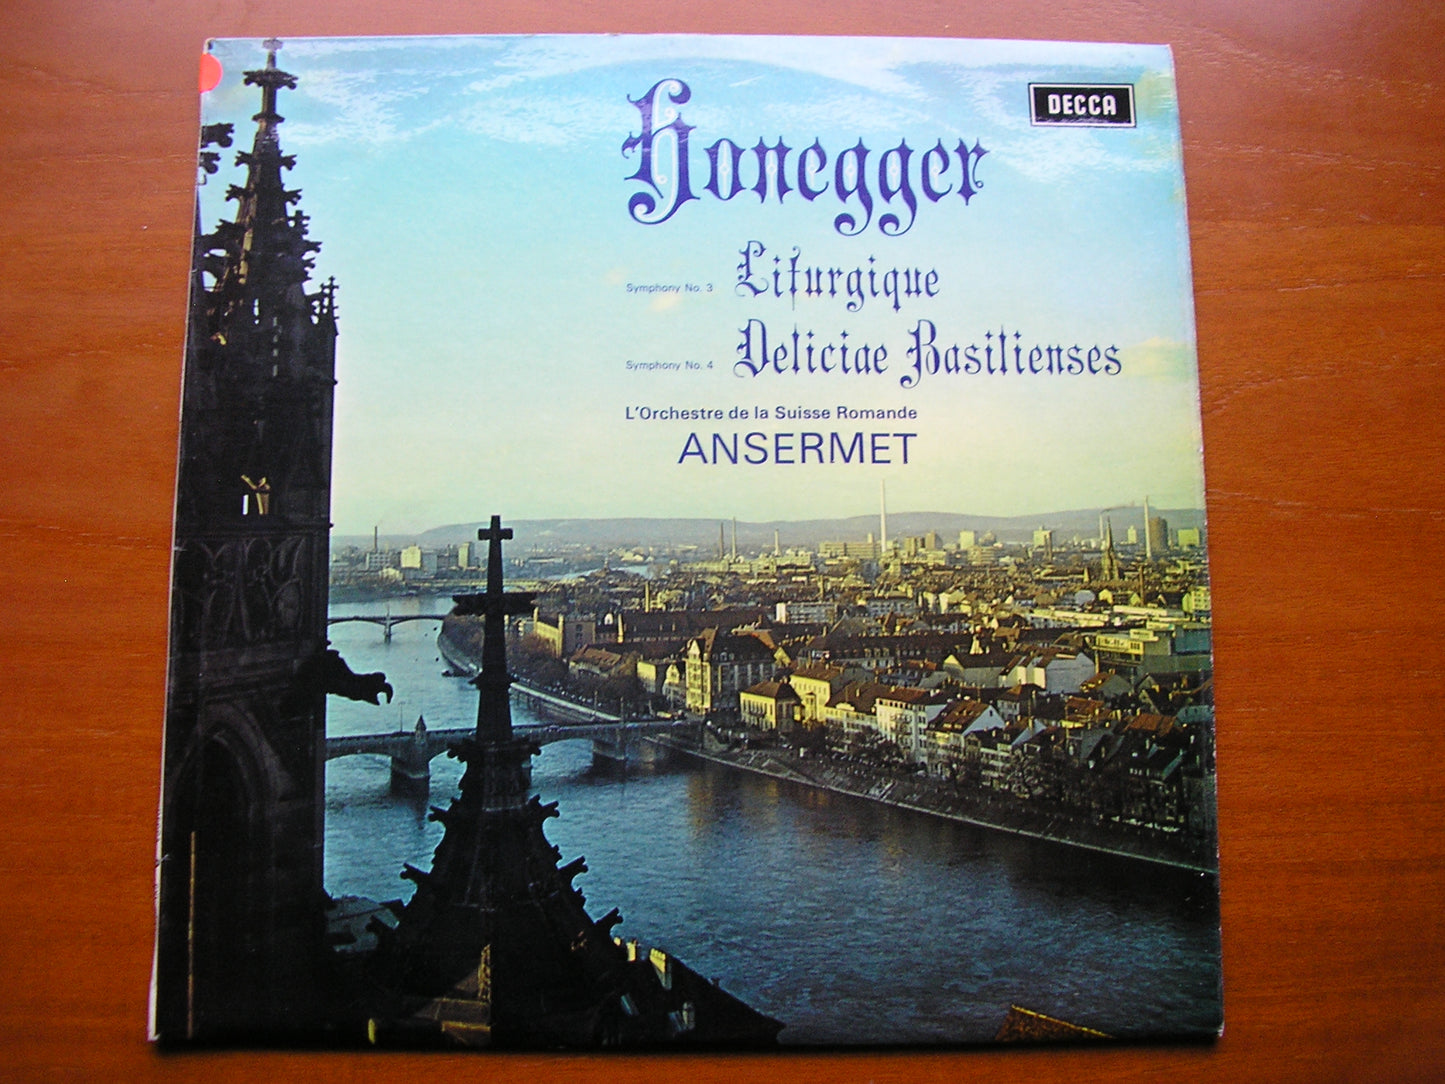 DECCA
Honegger
Symphony No. 3 Liturgique
Symphony No. 4 Deliciae Basilienses
L'Orchestre de la Suisse Romande
ANSERMET